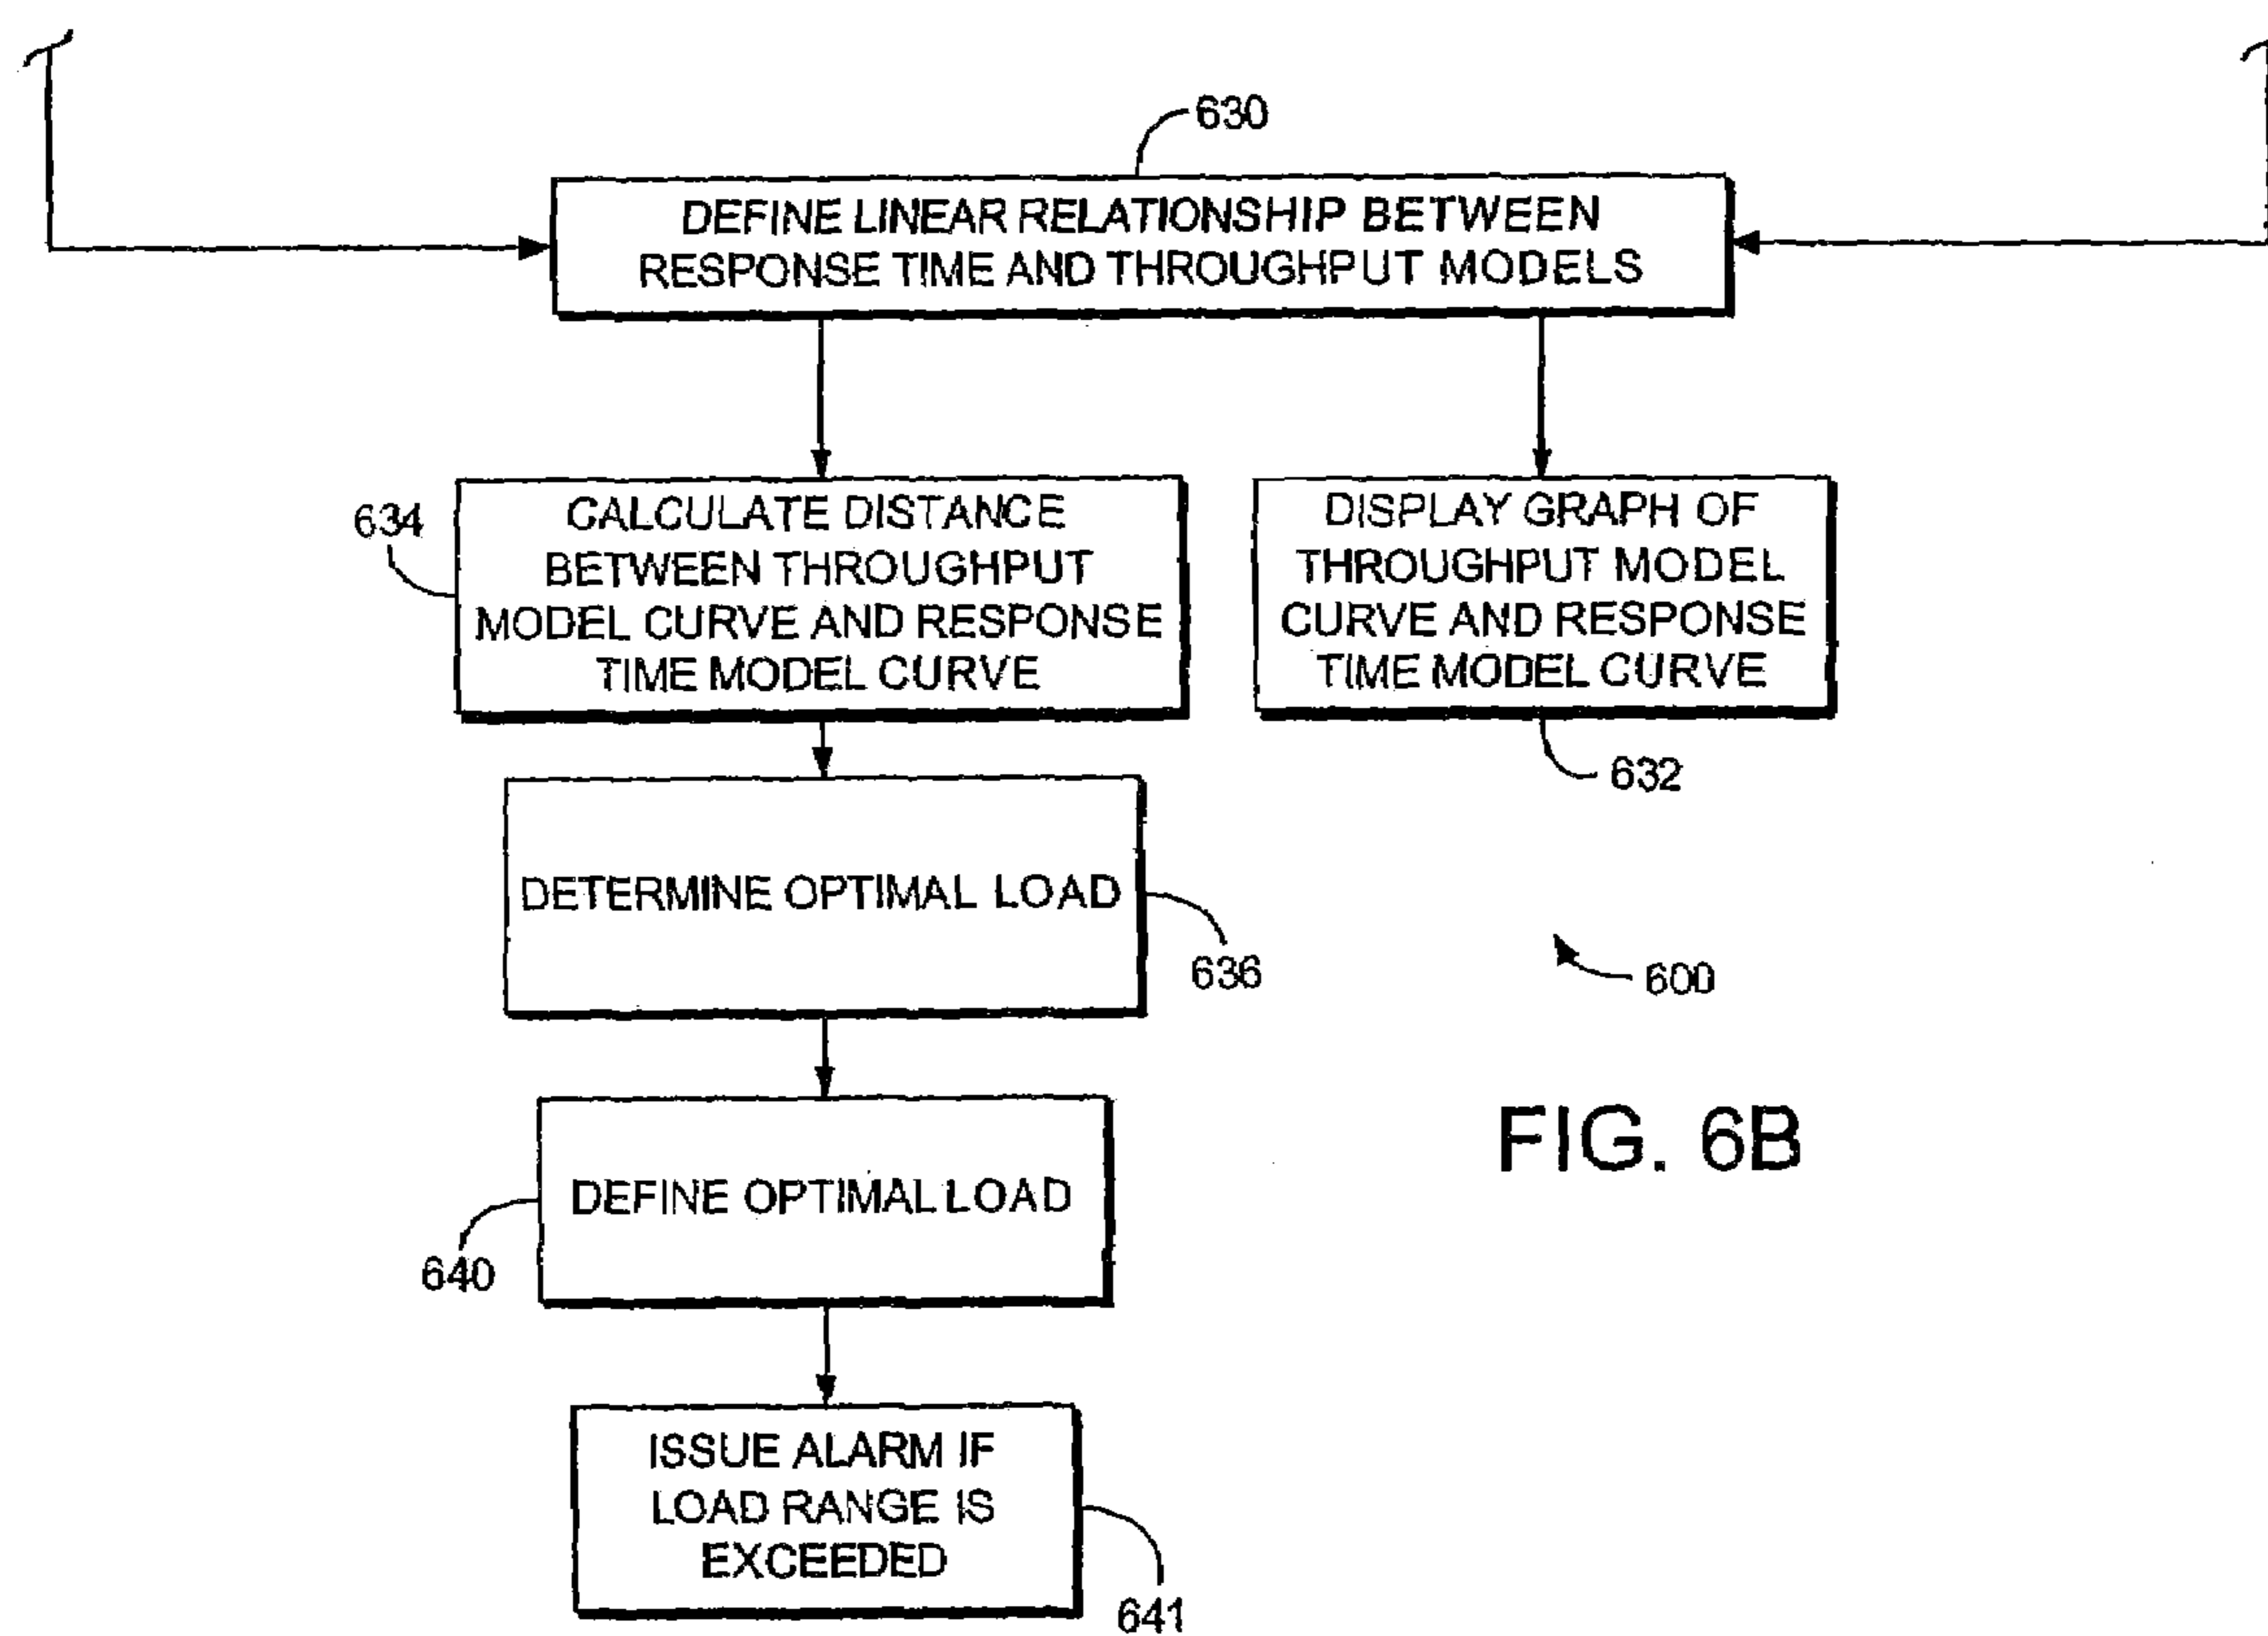 630
DEFINE LINEAR RELATIONSHIP BETWEEN
RESPONSE TIME AND THROUGHPUT MODELS
634
CALCULATE DISTANCE
BETWEEN THROUGHPUT
MODEL CURVE AND RESPONSE
TIME MODEL CURVE
DISPLAY GRAPH OF
THROUGHPUT MODEL
CURVE AND RESPONSE
TIME MODEL CURVE
632
DETERMINE OPTIMAL LOAD
636
600
FIG. 6B
DEFINE OPTIMAL LOAD
640
ISSUE ALARM IF
LOAD RANGE IS
EXCEEDED
641